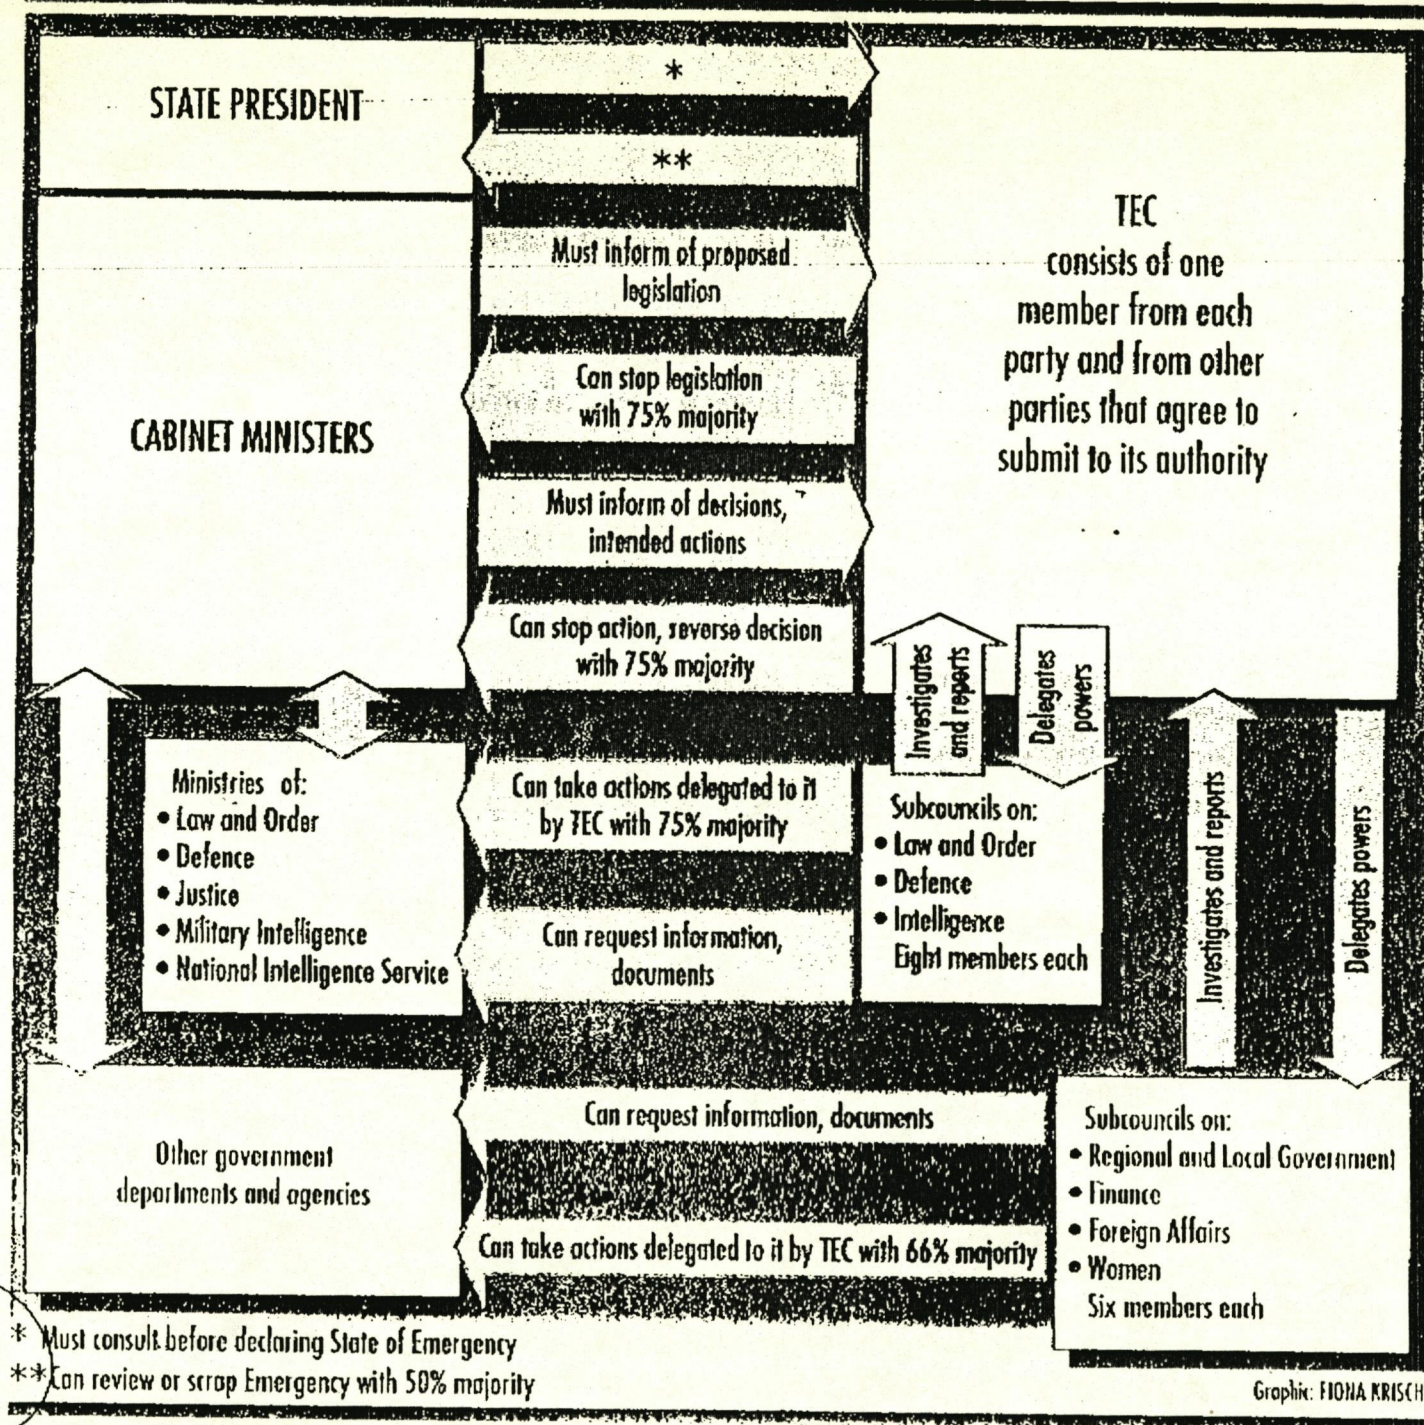 STATE PRESIDENT
*
**
Must inform of proposed
legislation
Can stop legislation
with 75% majority
CABINET MINISTERS
Must inform of decisions,
intended actions
Can stop action, reverse decision
with 75% majority
TEC
consists of one
member from each
party and from other
parties that agree to
submit to its authority
Investigates
and reports
Delegates
powers
Ministries of:
• Law and Order
• Defence
• Justice
• Military Intelligence
• National Intelligence Service
Can take actions delegated to it
by TEC with 75% majority
Can request information,
documents
Subcouncils on:
• Law and Order
• Defence
• Intelligence
Eight members each
Investigates and reports
Delegates powers
Other government
departments and agencies
Can request information, documents
Can take actions delegated to it by TEC with 66% majority
Subcouncils on:
• Regional and Local Government
• Finance
• Foreign Affairs
• Women
Six members each
* Must consult before declaring State of Emergency
** Can review or scrap Emergency with 50% majority
Graphic: FIONA KRISCH